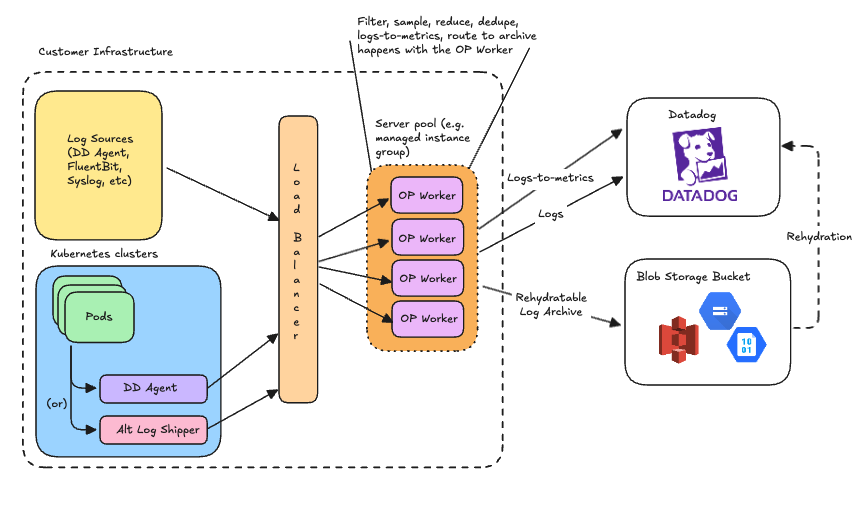 Filter, sample, reduce, dedupe,
logs-to-metrics, route to archive
happens with the OP Worker
Customer Infrastructure
Log Sources
(DD Agent,
FluentBit,
Syslog, etc)
Load Balancer
Server pool (e.g.
managed instance
group)
OP Worker
OP Worker
OP Worker
OP Worker
Kubernetes clusters
Pods
(or)
DD Agent
Alt Log Shipper
Logs-to-metrics
Logs
Rehydratable
Log Archive
Datadog
DATADOG
Rehydration
Blob Storage Bucket
10
01